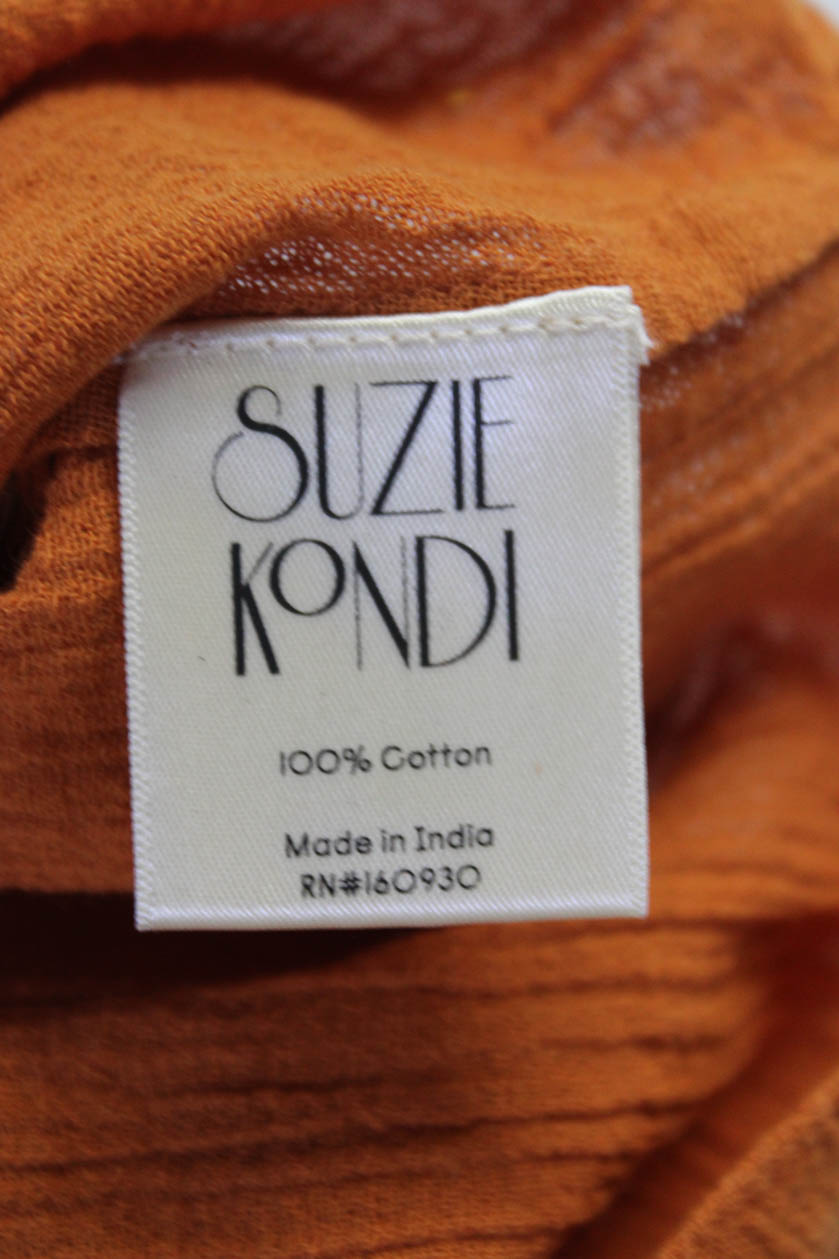 SUZIE
KONDI
100% Cotton
Made in India
RN#160930